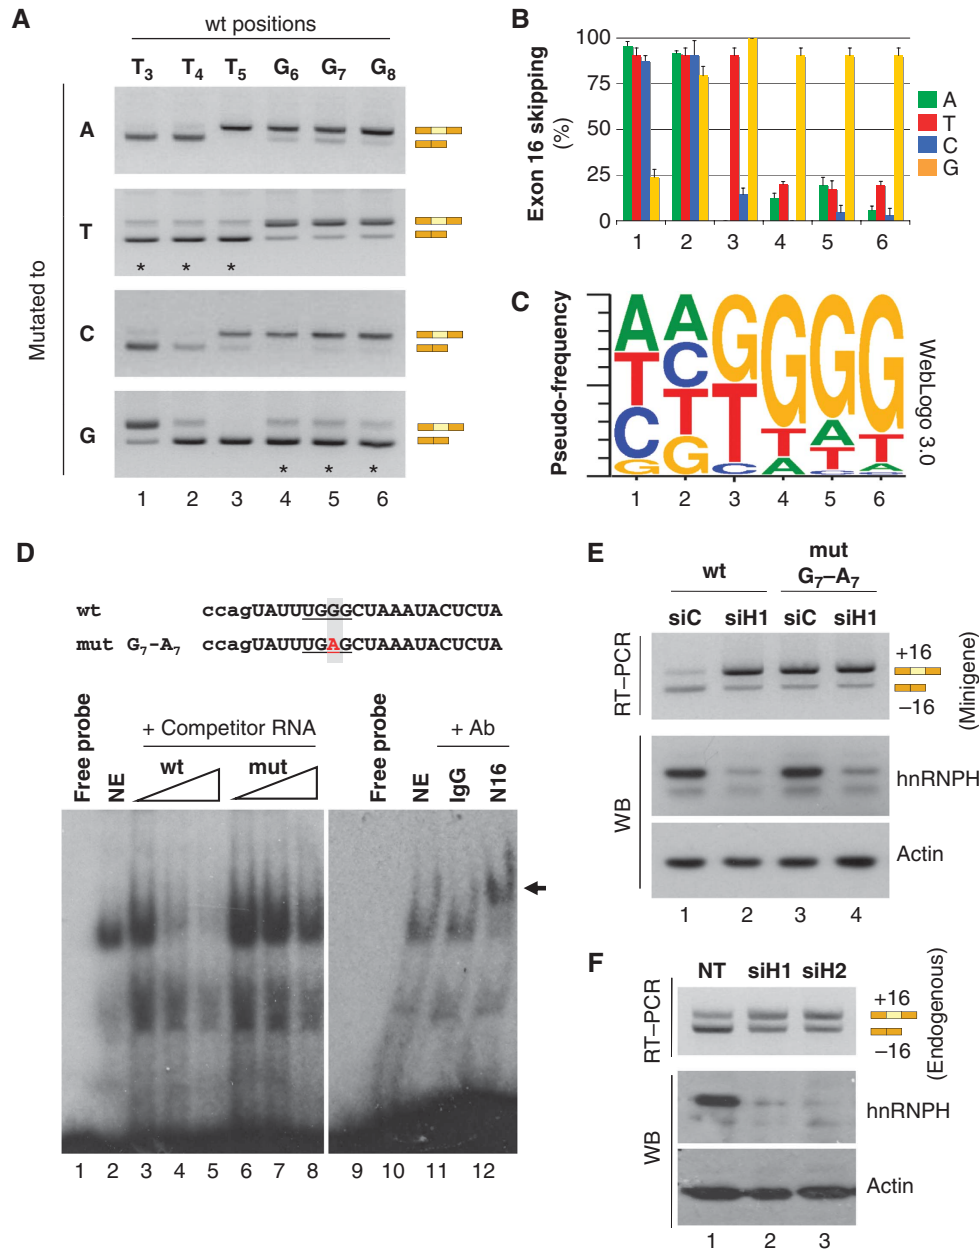 A
wt positions
T3 T4 T5 G6 G7 G8
Mutated to
A
T
* * *
C
G
* * *
1 2 3 4 5 6
B
Exon 16 skipping
(%)
100
75
50
25
0
1 2 3 4 5 6
A
T
C
G
C
Pseudo-frequency
A T C G
A C T G
G T C
G T A
G A T C
G T A C
1 2 3 4 5 6
WebLogo 3.0
D
wt ccagUAUUUGGGCUAAAUACUCUA
mut G7–A7 ccagUAUUUGAGCUAAAUACUCUA
Free probe
NE
+ Competitor RNA
wt
mut
Free probe
NE
+ Ab
IgG
N16
1 2 3 4 5 6 7 8 9 10 11 12
E
wt
mut
G7–A7
siC siH1 siC siH1
RT–PCR
+16
–16
(Minigene)
WB
hnRNPH
Actin
1 2 3 4
F
NT siH1 siH2
RT–PCR
+16
–16
(Endogenous)
WB
hnRNPH
Actin
1 2 3